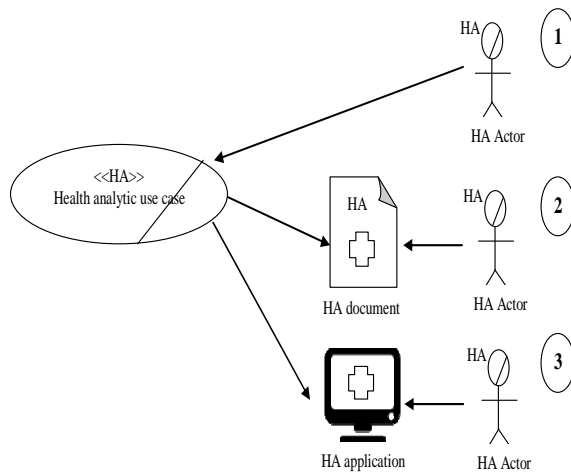 HA
1
HA Actor
<<HA>>
Health analytic use case
HA
HA document
HA
2
HA Actor
HA application
HA
3
HA Actor